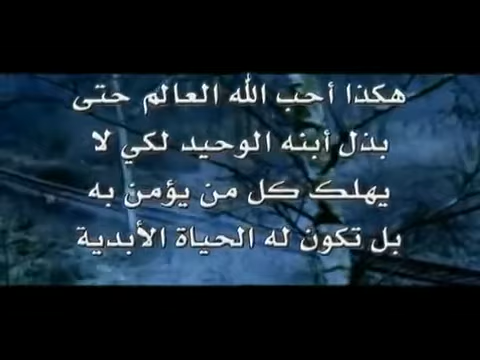 هكذا أحب الله العالم حتى
بذل أبنه الوحيد لكي لا
يهلك كل من يؤمن به
بل تكون له الحياة الأبدية